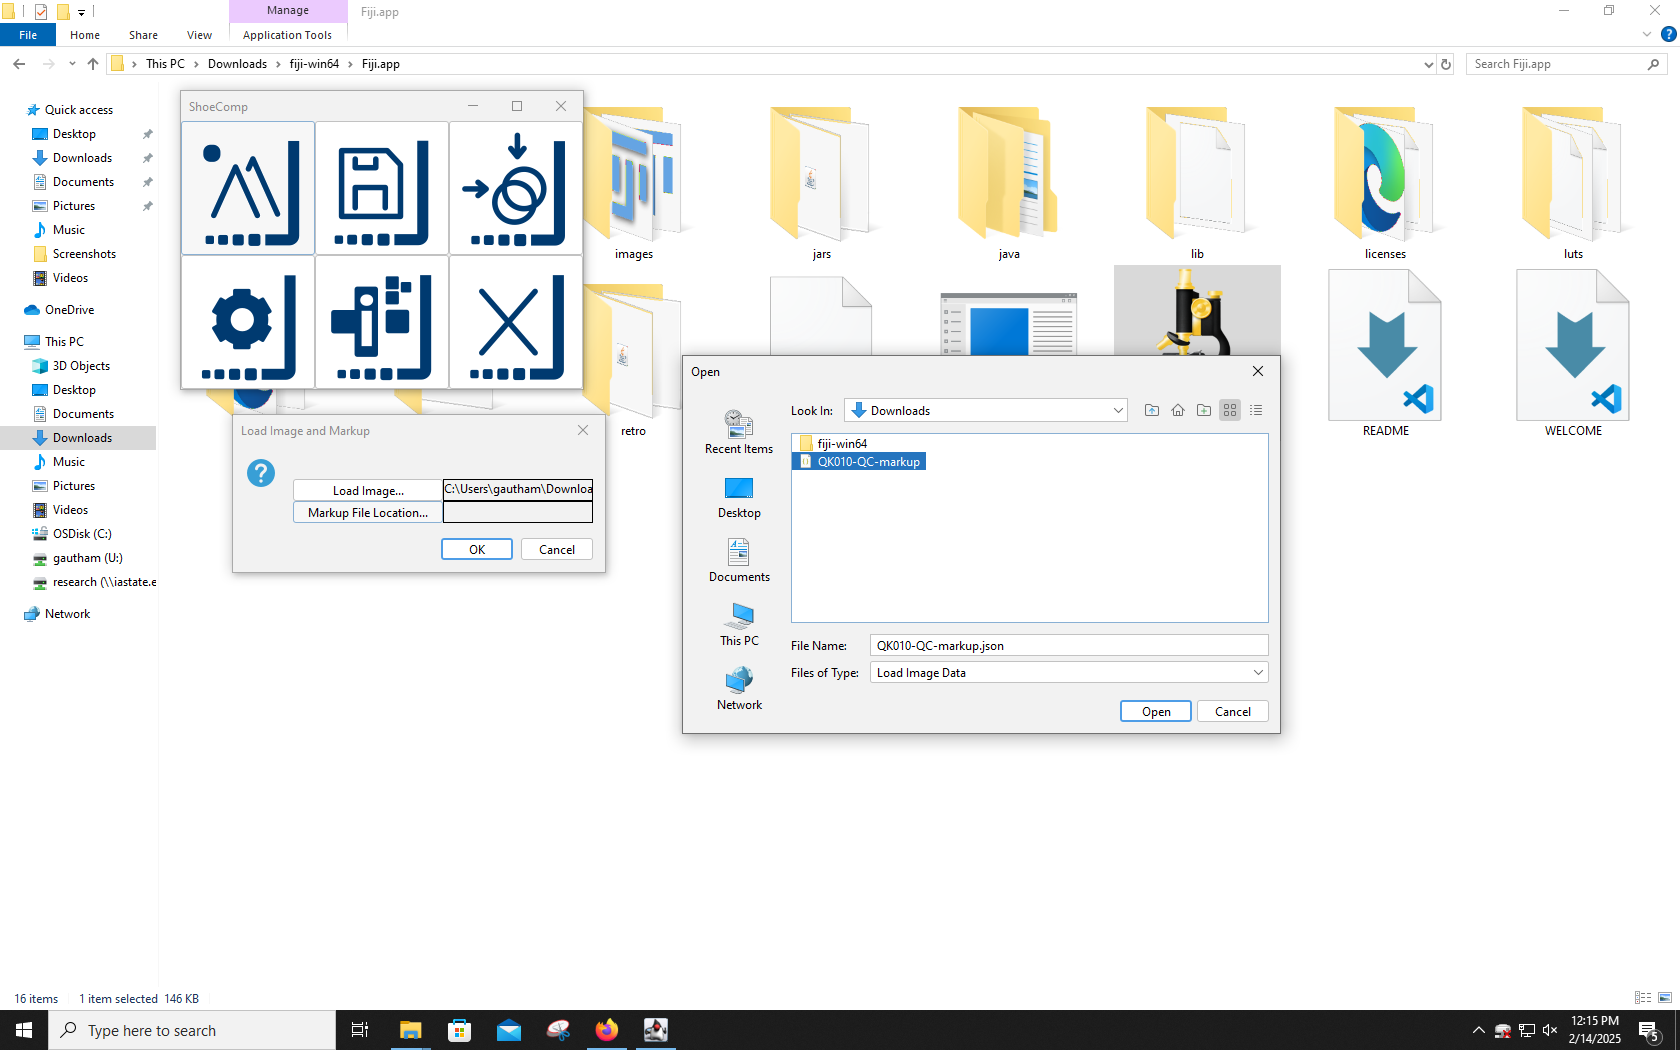 Manage
Fiji.app
File
Home
Share
View
Application Tools
This PC
Downloads
fiji-win64
Fiji.app
Search Fiji.app
Quick access
Desktop
Downloads
Documents
Pictures
Music
Screenshots
Videos
OneDrive
This PC
3D Objects
Desktop
Documents
Downloads
Music
Pictures
Videos
OSDisk (C:)
gautham (U:)
research (\\iastate.e
Network
ShoeComp
images
jars
java
lib
licenses
luts
retro
README
WELCOME
Load Image and Markup
Load Image...
C:\Users\gautham\Downloa
Markup File Location...
OK
Cancel
Open
Look In:
Downloads
Recent Items
Desktop
Documents
This PC
Network
fiji-win64
QK010-QC-markup
File Name:
QK010-QC-markup.json
Files of Type:
Load Image Data
Open
Cancel
16 items
1 item selected 146 KB
Type here to search
12:15 PM
2/14/2025
5